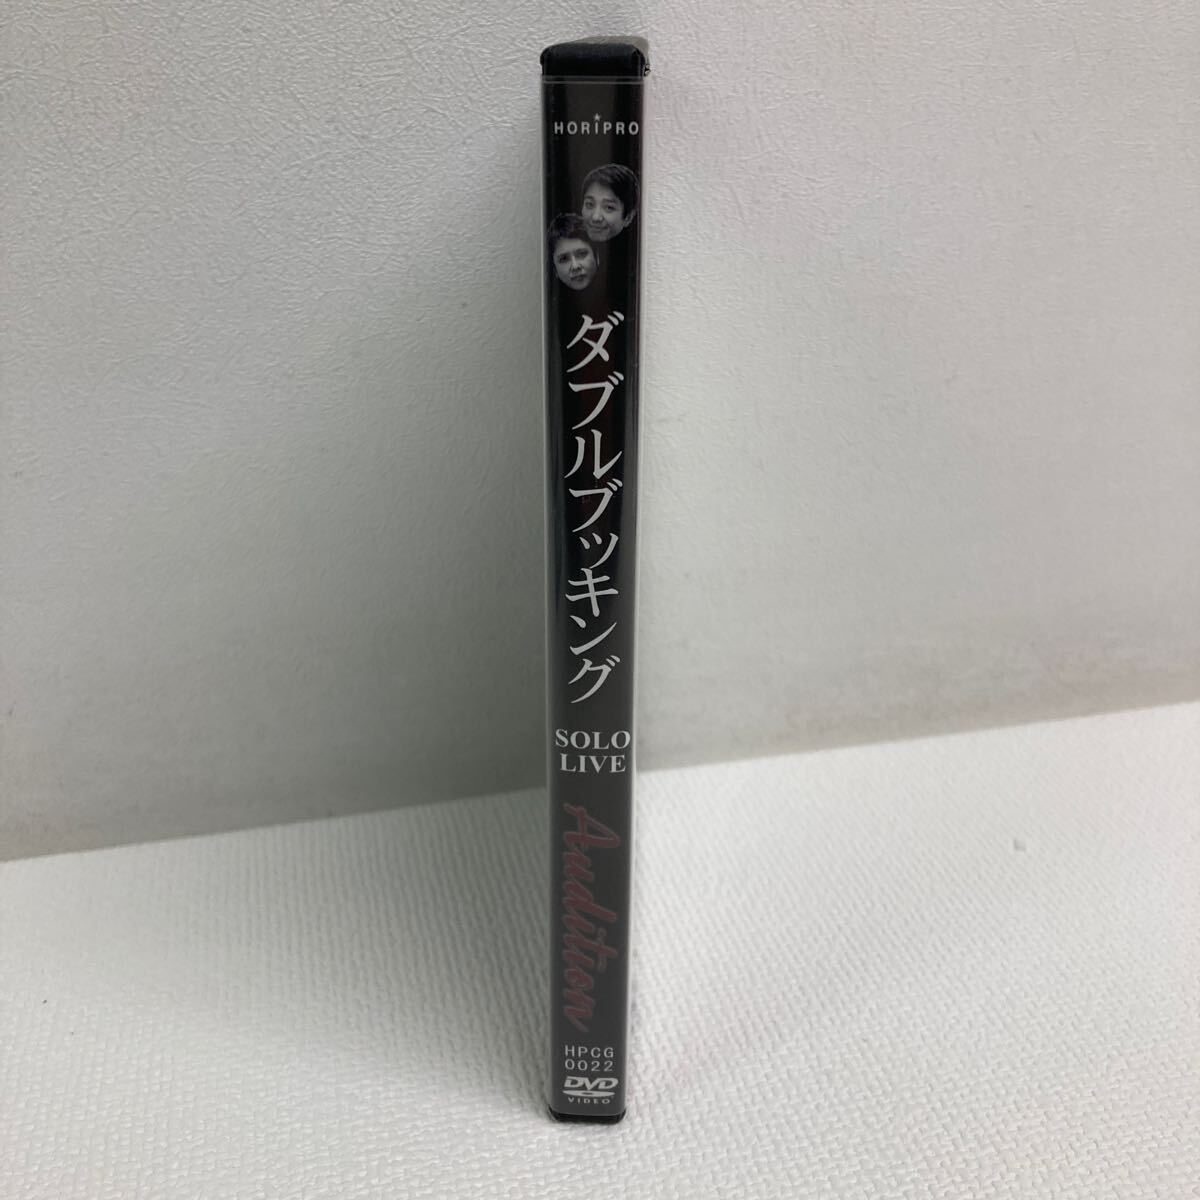 HORIPRO
ダブルブッキング
SOLO
LIVE
Audition
HPCG
0022
DVD
VIDEO